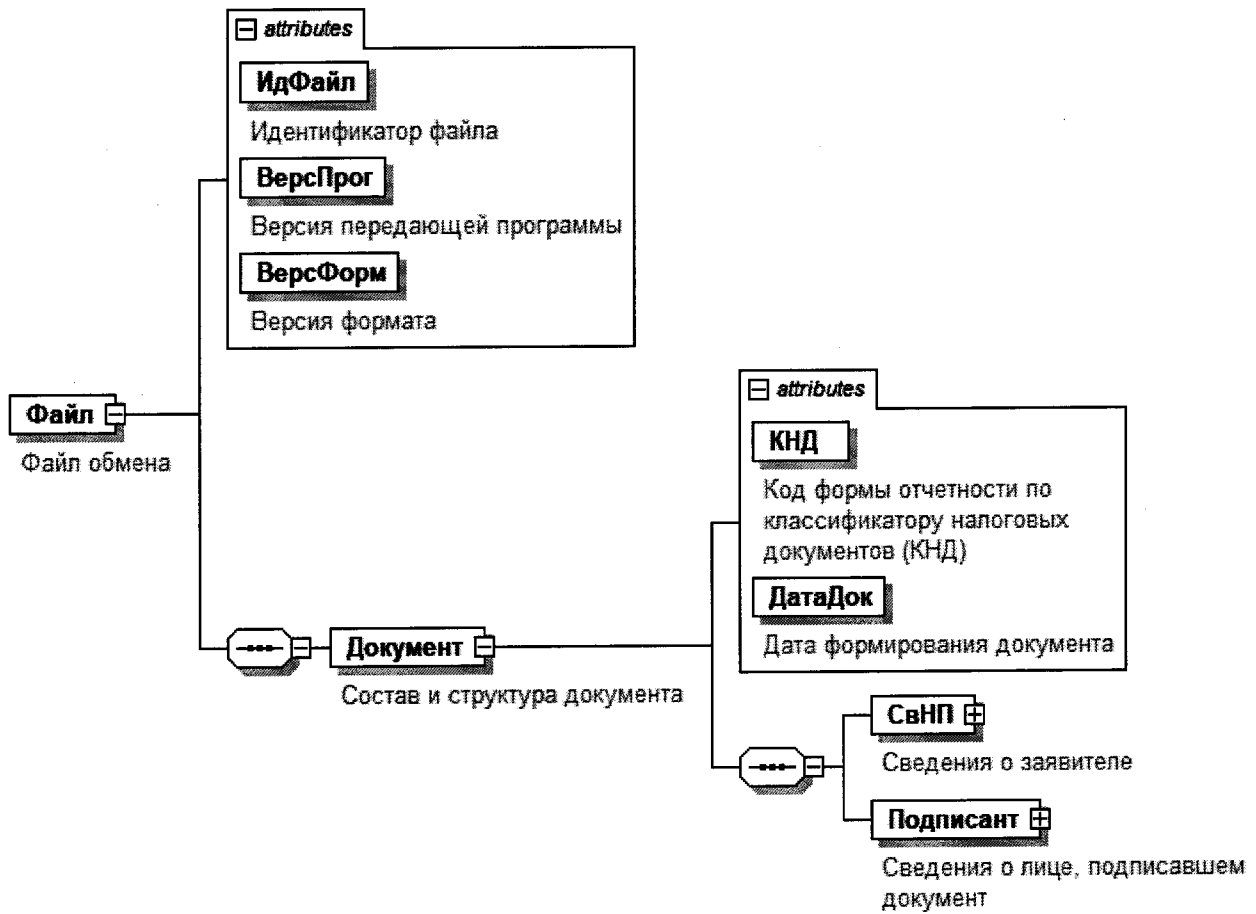 attributes
ИдФайл
Идентификатор файла
ВерсПрог
Версия передающей программы
ВерсФорм
Версия формата
Файл
Файл обмена
attributes
КНД
Код формы отчетности по
классификатору налоговых
документов (КНД)
ДатаДок
Дата формирования документа
Документ
Состав и структура документа
СвНП
Сведения о заявителе
Подписант
Сведения о лице, подписавшем
документ